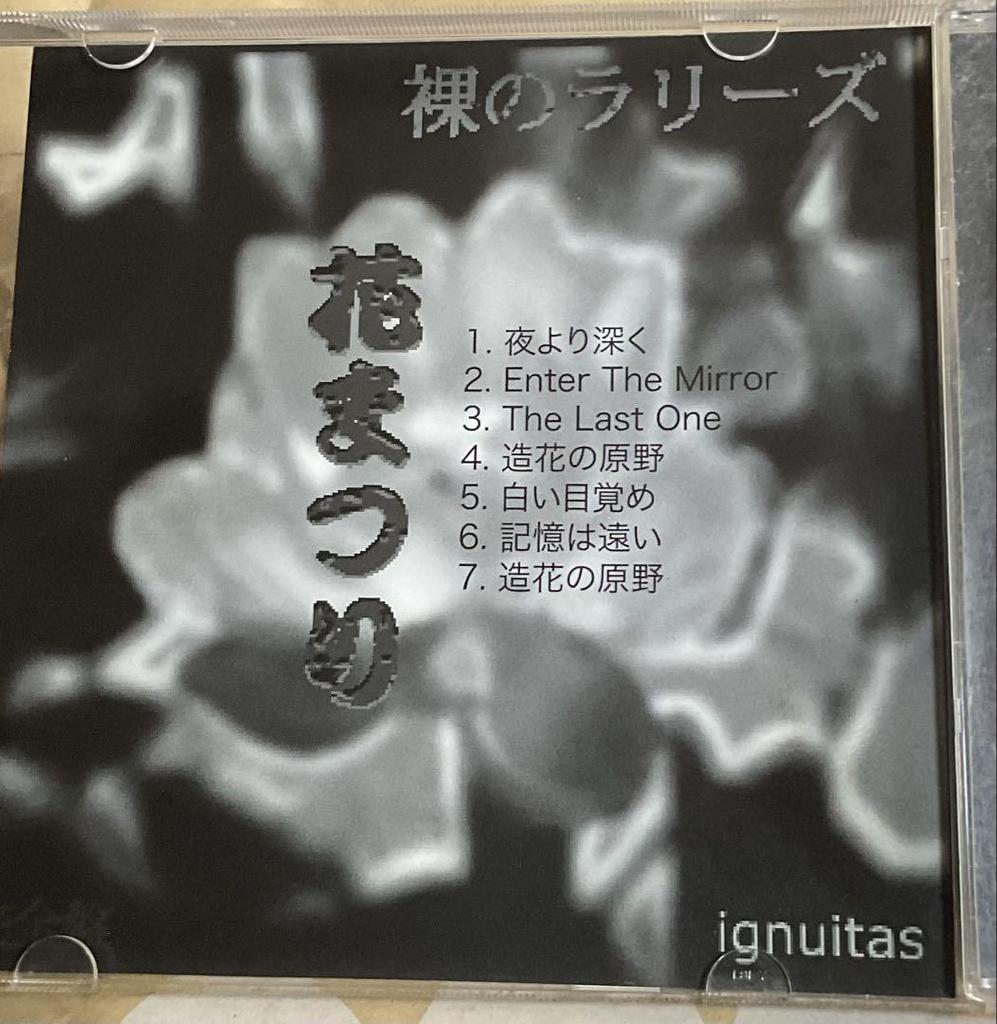 裸のラリーズ
花まつり
1. 夜より深く
2. Enter The Mirror
3. The Last One
4. 造花の原野
5. 白い目覚め
6. 記憶は遠い
7. 造花の原野
ignuitas